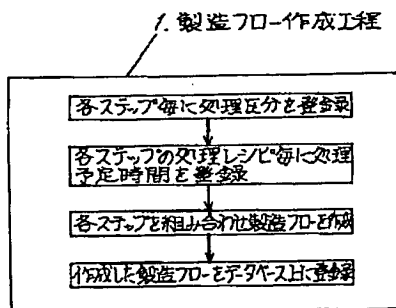 1. 製造フロー作成工程
各ステップ毎に処理区分を登録
各ステップの処理レシピ毎に処理
予定時間を登録
各ステップを組み合わせ製造フローを作成
作成した製造フローをデータベース上に登録